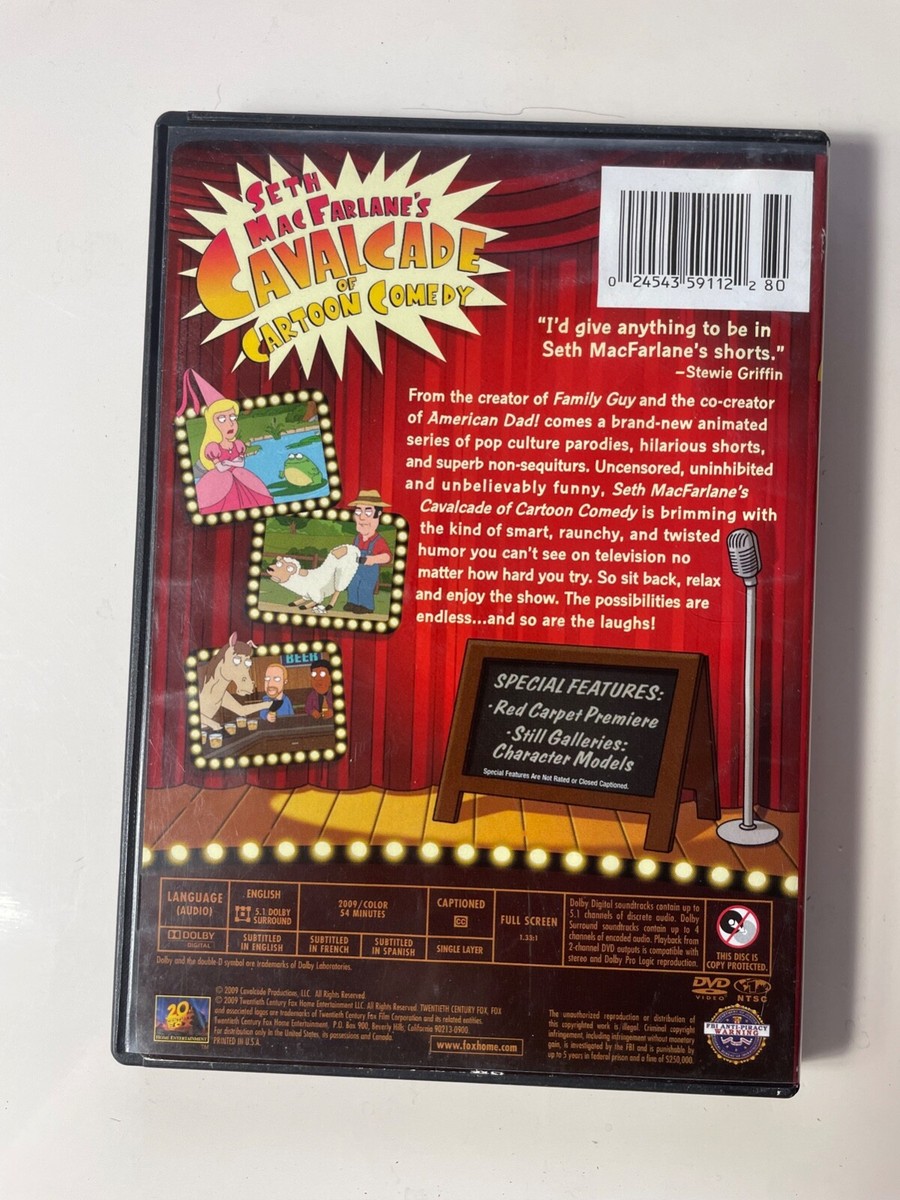 SETH
MACFARLANE'S
CAVALCADE
OF
CARTOON COMEDY
0 24543 59112 2 80
"I'd give anything to be in
Seth MacFarlane's shorts."
–Stewie Griffin
From the creator of Family Guy and the co-creator
of American Dad! comes a brand-new animated
series of pop culture parodies, hilarious shorts,
and superb non-sequiturs. Uncensored, uninhibited
and unbelievably funny, Seth MacFarlane's
Cavalcade of Cartoon Comedy is brimming with
the kind of smart, raunchy, and twisted
humor you can't see on television no
matter how hard you try. So sit back, relax
and enjoy the show. The possibilities are
endless...and so are the laughs!
BEER
SPECIAL FEATURES:
·Red Carpet Premiere
·Still Galleries:
Character Models
Special Features Are Not Rated or Closed Captioned.
LANGUAGE
(AUDIO)
DOLBY
DIGITAL
ENGLISH
5.1 DOLBY
SURROUND
2009/COLOR
54 MINUTES
SUBTITLED
IN ENGLISH
SUBTITLED
IN FRENCH
SUBTITLED
IN SPANISH
CAPTIONED
CC
SINGLE LAYER
FULL SCREEN
1.33:1
Dolby Digital soundtracks contain up to
5.1 channels of discrete audio. Dolby
Surround soundtracks contain up to 4
channels of encoded audio. Playback from
2-channel DVD outputs is compatible with
stereo and Dolby Pro Logic reproduction.
THIS DISC IS
COPY PROTECTED.
Dolby and the double-D symbol are trademarks of Dolby Laboratories.
DVD
VIDEO
NTSC
20
HOME ENTERTAINMENT
TM
© 2009 Cavalcade Productions, LLC. All Rights Reserved.
© 2009 Twentieth Century Fox Home Entertainment LLC. All Rights Reserved. TWENTIETH CENTURY FOX, FOX
and associated logos are trademarks of Twentieth Century Fox Film Corporation and its related entities.
Twentieth Century Fox Home Entertainment, P.O. Box 900, Beverly Hills, California 90213-0900.
For distribution only in the United States, its possessions and Canada.
PRINTED IN U.S.A.
www.foxhome.com
The unauthorized reproduction or distribution of
this copyrighted work is illegal. Criminal copyright
infringement, including infringement without monetary
gain, is investigated by the FBI and is punishable by
up to 5 years in federal prison and a fine of $250,000.
FBI ANTI-PIRACY
WARNING